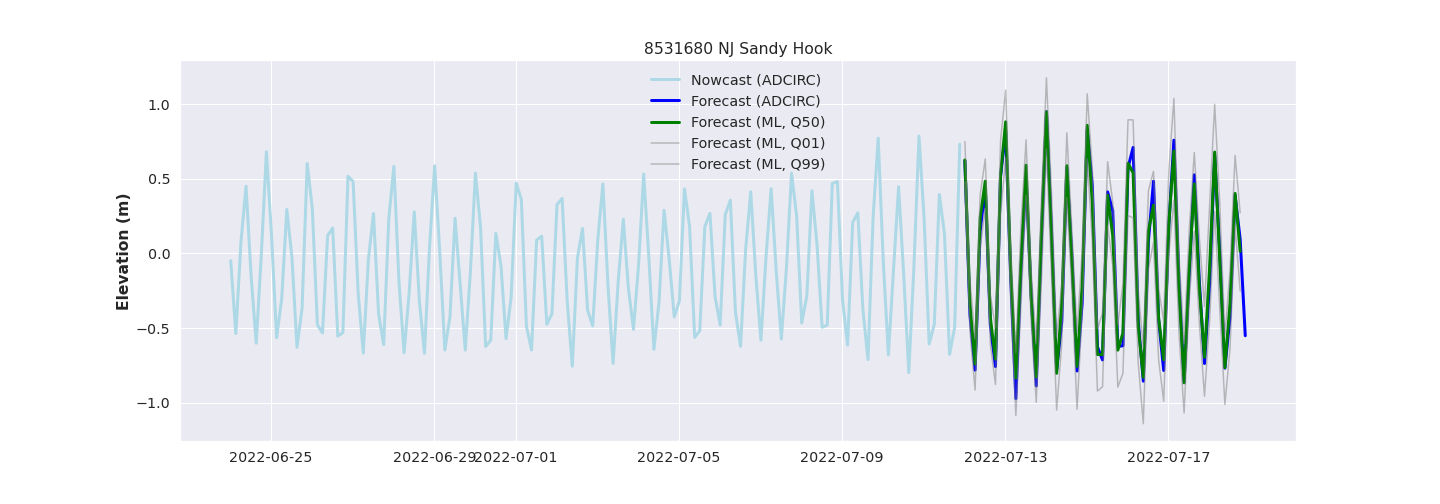 8531680 NJ Sandy Hook
Nowcast (ADCIRC)
Forecast (ADCIRC)
Forecast (ML, Q50)
Forecast (ML, Q01)
Forecast (ML, Q99)
Elevation (m)
1.0
0.5
0.0
−0.5
−1.0
2022-06-25 2022-06-29 2022-07-01 2022-07-05 2022-07-09 2022-07-13 2022-07-17